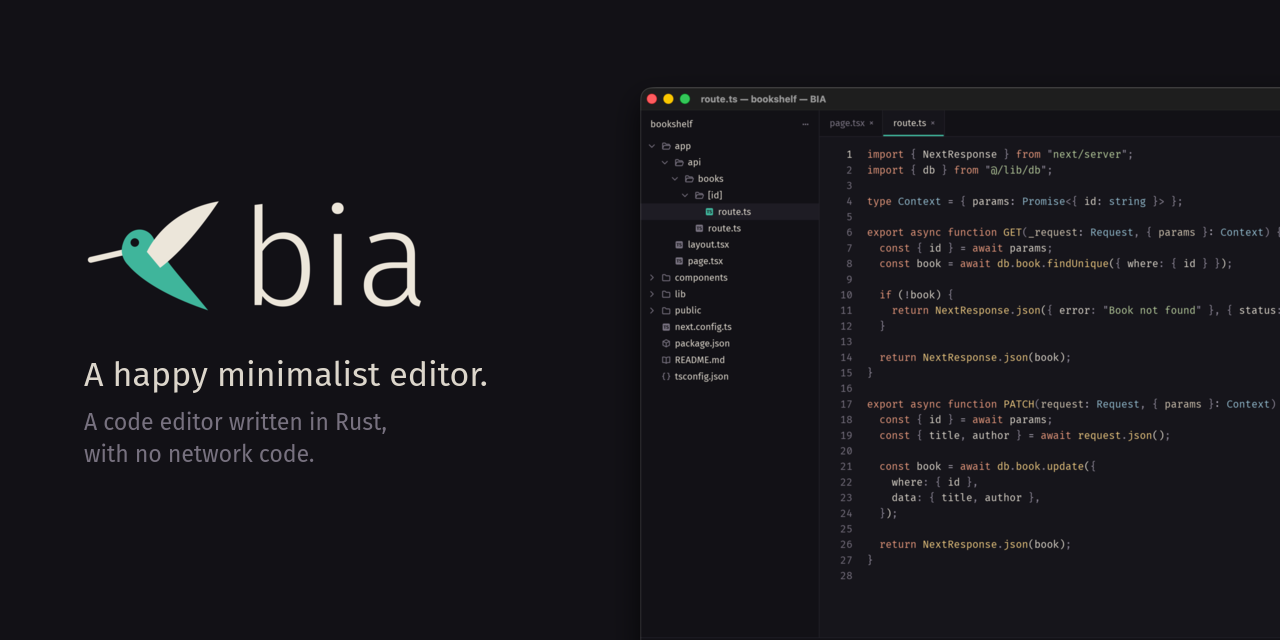 bia
A happy minimalist editor.
A code editor written in Rust,
with no network code.
route.ts — bookshelf — BIA
bookshelf ···
app
api
books
[id]
route.ts
route.ts
layout.tsx
page.tsx
components
lib
public
next.config.ts
package.json
README.md
tsconfig.json
page.tsx × route.ts ×
1 import { NextResponse } from "next/server";
2 import { db } from "@/lib/db";
3
4 type Context = { params: Promise<{ id: string }> };
5
6 export async function GET(_request: Request, { params }: Context) {
7   const { id } = await params;
8   const book = await db.book.findUnique({ where: { id } });
9
10   if (!book) {
11     return NextResponse.json({ error: "Book not found" }, { status:
12   }
13
14   return NextResponse.json(book);
15 }
16
17 export async function PATCH(request: Request, { params }: Context)
18   const { id } = await params;
19   const { title, author } = await request.json();
20
21   const book = await db.book.update({
22     where: { id },
23     data: { title, author },
24   });
25
26   return NextResponse.json(book);
27 }
28